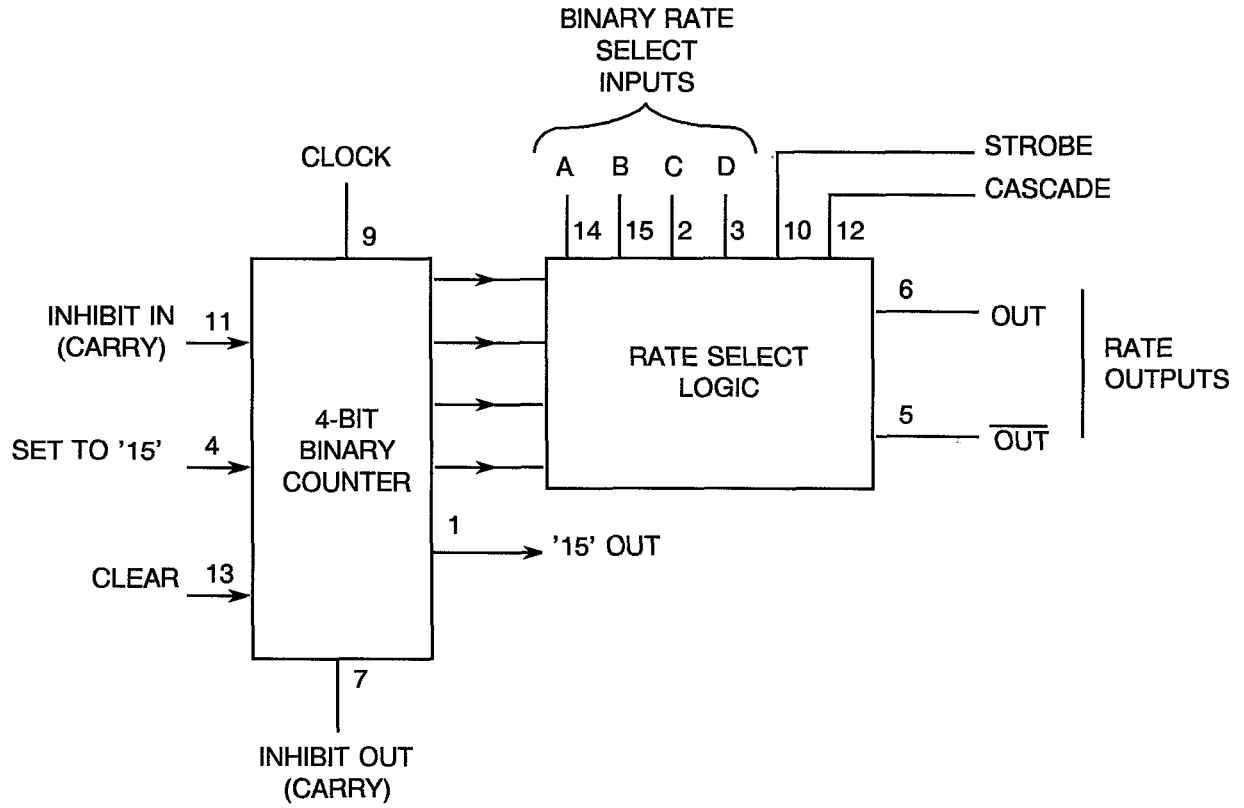 BINARY RATE
SELECT
INPUTS
CLOCK
A B C D
STROBE
CASCADE
9
14 15 2 3 10 12
INHIBIT IN
(CARRY)
11
6
OUT
RATE SELECT
LOGIC
RATE
OUTPUTS
SET TO '15'
4
4-BIT
BINARY
COUNTER
5
OUT
1
'15' OUT
CLEAR
13
7
INHIBIT OUT
(CARRY)